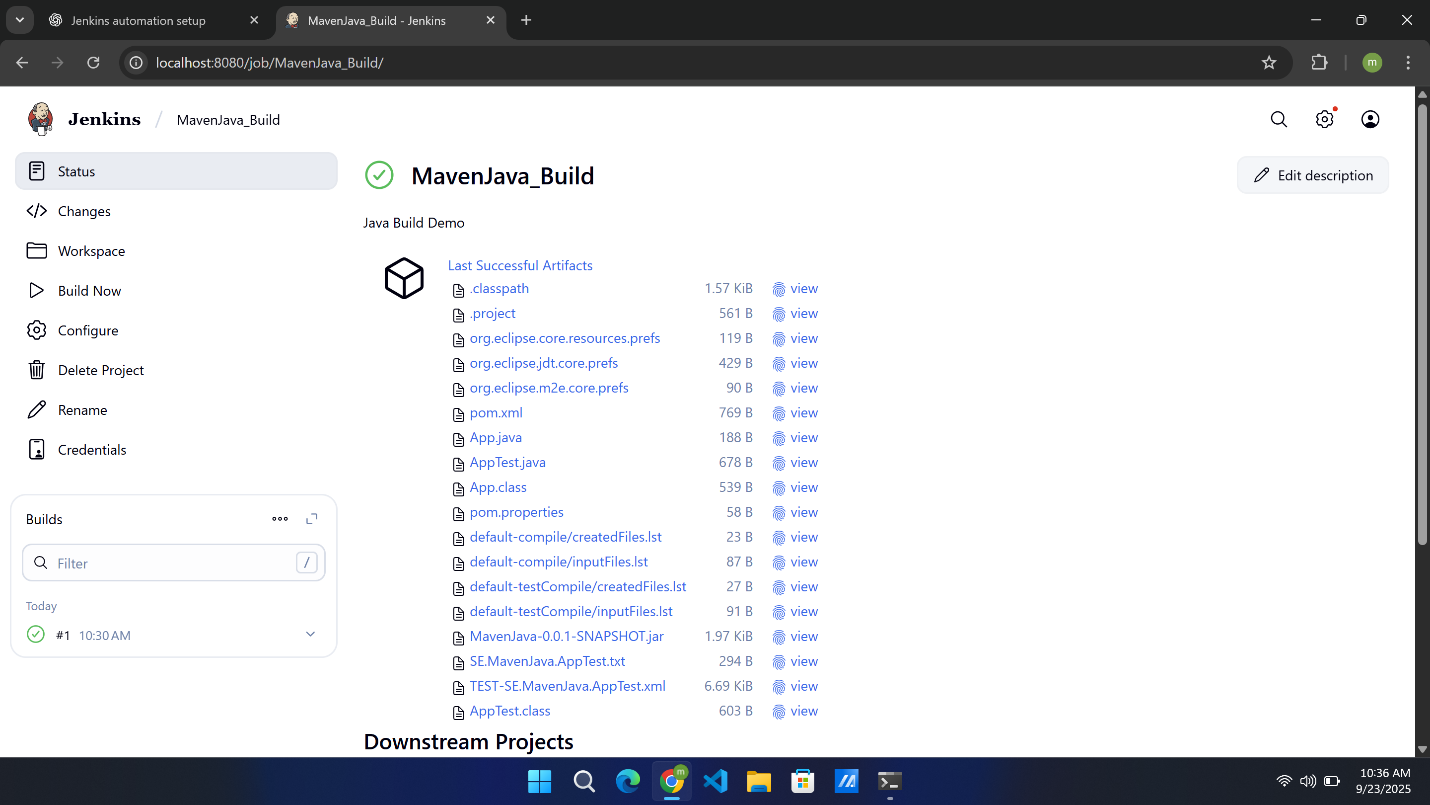 Jenkins automation setup
MavenJava_Build - Jenkins
localhost:8080/job/MavenJava_Build/
m
Jenkins / MavenJava_Build
Status
Changes
Workspace
Build Now
Configure
Delete Project
Rename
Credentials
Builds
Filter /
Today
#1 10:30 AM
MavenJava_Build
Edit description
Java Build Demo
Last Successful Artifacts
.classpath 1.57 KiB view
.project 561 B view
org.eclipse.core.resources.prefs 119 B view
org.eclipse.jdt.core.prefs 429 B view
org.eclipse.m2e.core.prefs 90 B view
pom.xml 769 B view
App.java 188 B view
AppTest.java 678 B view
App.class 539 B view
pom.properties 58 B view
default-compile/createdFiles.lst 23 B view
default-compile/inputFiles.lst 87 B view
default-testCompile/createdFiles.lst 27 B view
default-testCompile/inputFiles.lst 91 B view
MavenJava-0.0.1-SNAPSHOT.jar 1.97 KiB view
SE.MavenJava.AppTest.txt 294 B view
TEST-SE.MavenJava.AppTest.xml 6.69 KiB view
AppTest.class 603 B view
Downstream Projects
m
10:36 AM
9/23/2025